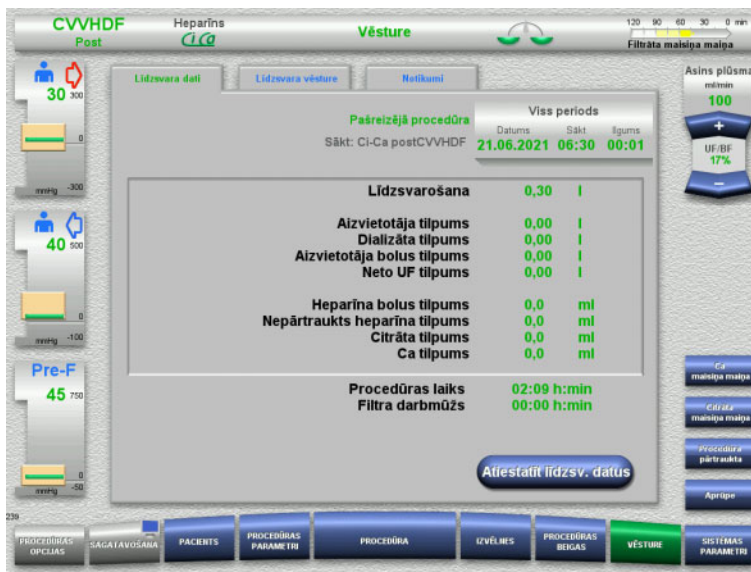 CVVHDF
Post
Heparīns
Ci Ca
Vēsture
120 90 60 30 0 min
Filtrāta maisiņa maiņa
30 300
0
mmHg -300
40 500
0
mmHg -100
Pre-F
45 750
0
mmHg -50
Līdzsvara dati
Līdzsvara vēsture
Notikumi
Pašreizējā procedūra
Sākt: Ci-Ca postCVVHDF
Viss periods
Datums Sākt Ilgums
21.06.2021 06:30 00:01
Līdzsvarošana 0,30 l
Aizvietotāja tilpums 0,00 l
Dializāta tilpums 0,00 l
Aizvietotāja bolus tilpums 0,00 l
Neto UF tilpums 0,00 l
Heparīna bolus tilpums 0,0 ml
Nepārtraukts heparīna tilpums 0,0 ml
Citrāta tilpums 0,0 ml
Ca tilpums 0,0 ml
Procedūras laiks 02:09 h:min
Filtra darbmūžs 00:00 h:min
Atiestatīt līdzsv. datus
Asins plūsma
ml/min
100
+
UF/BF
17%
–
Ca
maisiņa maiņa
Citrāta
maisiņa maiņa
Procedūra
pārtraukta
Aprūpe
239
PROCEDŪRAS
OPCIJAS
SAGATAVOŠANA
PACIENTS
PROCEDŪRAS
PARAMETRI
PROCEDŪRA
IZVĒLNES
PROCEDŪRAS
BEIGAS
VĒSTURE
SISTĒMAS
PARAMETRI